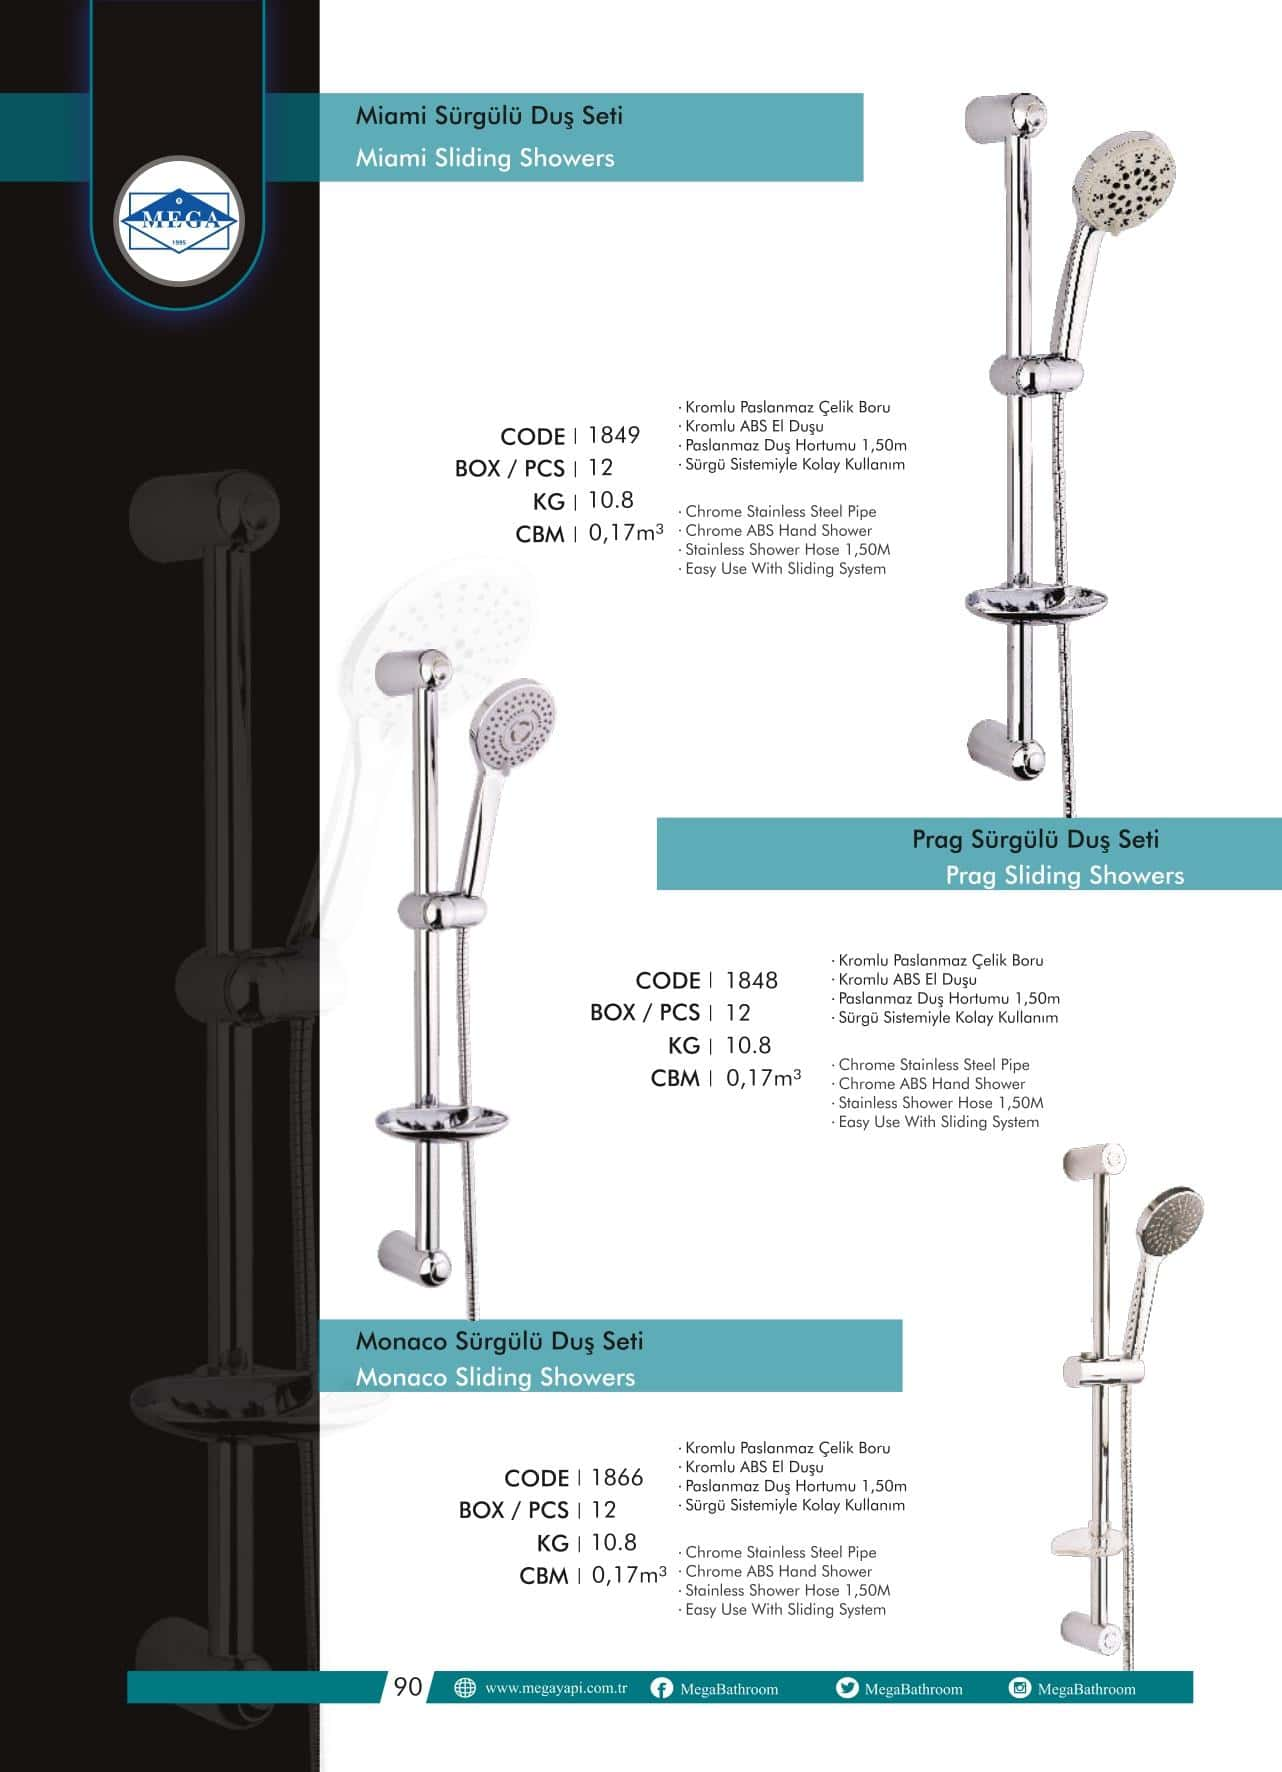 Miami Sürgülü Duş Seti
Miami Sliding Showers
MEGA
1995
CODE | 1849
BOX / PCS | 12
KG | 10.8
CBM | 0,17m³
· Kromlu Paslanmaz Çelik Boru
· Kromlu ABS El Duşu
· Paslanmaz Duş Hortumu 1,50m
· Sürgü Sistemiyle Kolay Kullanım
· Chrome Stainless Steel Pipe
· Chrome ABS Hand Shower
· Stainless Shower Hose 1,50M
· Easy Use With Sliding System
Prag Sürgülü Duş Seti
Prag Sliding Showers
CODE | 1848
BOX / PCS | 12
KG | 10.8
CBM | 0,17m³
· Kromlu Paslanmaz Çelik Boru
· Kromlu ABS El Duşu
· Paslanmaz Duş Hortumu 1,50m
· Sürgü Sistemiyle Kolay Kullanım
· Chrome Stainless Steel Pipe
· Chrome ABS Hand Shower
· Stainless Shower Hose 1,50M
· Easy Use With Sliding System
Monaco Sürgülü Duş Seti
Monaco Sliding Showers
CODE | 1866
BOX / PCS | 12
KG | 10.8
CBM | 0,17m³
· Kromlu Paslanmaz Çelik Boru
· Kromlu ABS El Duşu
· Paslanmaz Duş Hortumu 1,50m
· Sürgü Sistemiyle Kolay Kullanım
· Chrome Stainless Steel Pipe
· Chrome ABS Hand Shower
· Stainless Shower Hose 1,50M
· Easy Use With Sliding System
90 www.megayapi.com.tr MegaBathroom MegaBathroom MegaBathroom